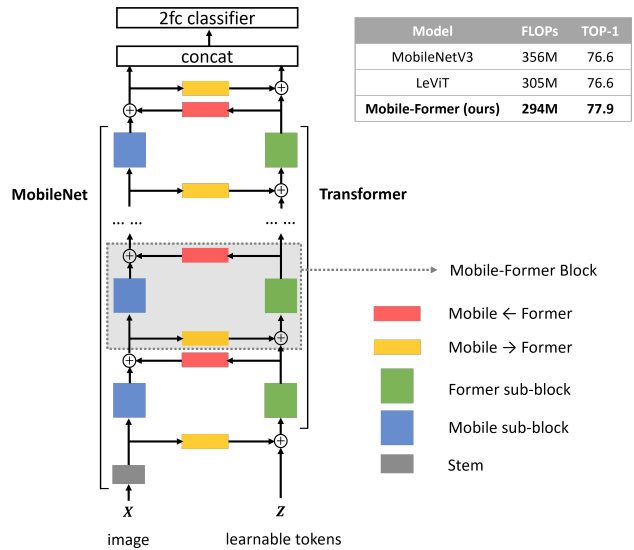 2fc classifier
concat
Model FLOPs TOP-1
MobileNetV3 356M 76.6
LeViT 305M 76.6
Mobile-Former (ours) 294M 77.9
MobileNet
Transformer
... ...
... ...
Mobile-Former Block
Mobile ← Former
Mobile → Former
Former sub-block
Mobile sub-block
Stem
X
Z
image
learnable tokens